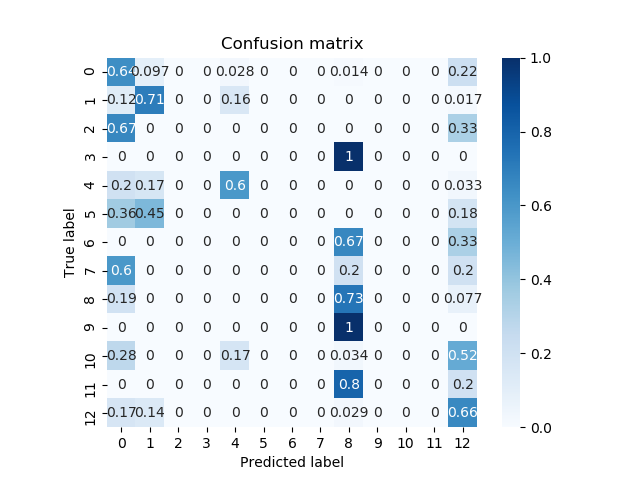 Confusion matrix
0 0.64 0.097 0 0 0.028 0 0 0 0.014 0 0 0 0.22
1 0.12 0.71 0 0 0.16 0 0 0 0 0 0 0 0.017
2 0.67 0 0 0 0 0 0 0 0 0 0 0 0.33
3 0 0 0 0 0 0 0 0 1 0 0 0 0
4 0.2 0.17 0 0 0.6 0 0 0 0 0 0 0 0.033
5 0.36 0.45 0 0 0 0 0 0 0 0 0 0 0.18
6 0 0 0 0 0 0 0 0 0.67 0 0 0 0.33
7 0.6 0 0 0 0 0 0 0 0.2 0 0 0 0.2
8 0.19 0 0 0 0 0 0 0 0.73 0 0 0 0.077
9 0 0 0 0 0 0 0 0 1 0 0 0 0
10 0.28 0 0 0 0.17 0 0 0 0.034 0 0 0 0.52
11 0 0 0 0 0 0 0 0 0.8 0 0 0 0.2
12 0.17 0.14 0 0 0 0 0 0 0.029 0 0 0 0.66
0 1 2 3 4 5 6 7 8 9 10 11 12
Predicted label
True label
1.0
0.8
0.6
0.4
0.2
0.0